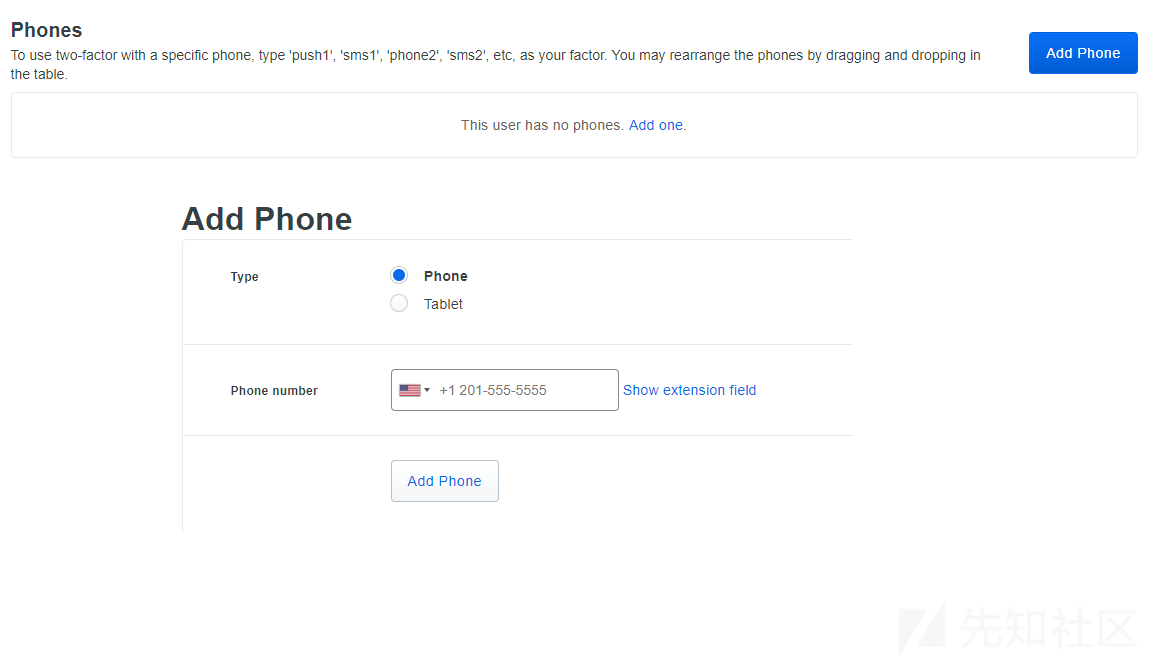 Phones
To use two-factor with a specific phone, type 'push1', 'sms1', 'phone2', 'sms2', etc, as your factor. You may rearrange the phones by dragging and dropping in
the table.
Add Phone
This user has no phones. Add one.
Add Phone
Type
Phone
Tablet
Phone number
+1 201-555-5555
Show extension field
Add Phone
先知社区